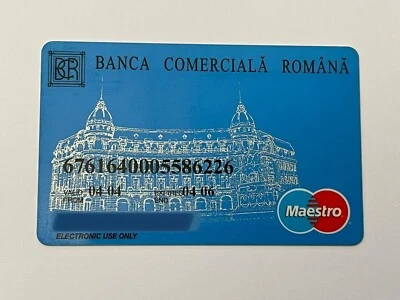 BCR BANCA COMERCIALĂ ROMÂNĂ
6761640005586226
04/04 04/06
Maestro
ELECTRONIC USE ONLY